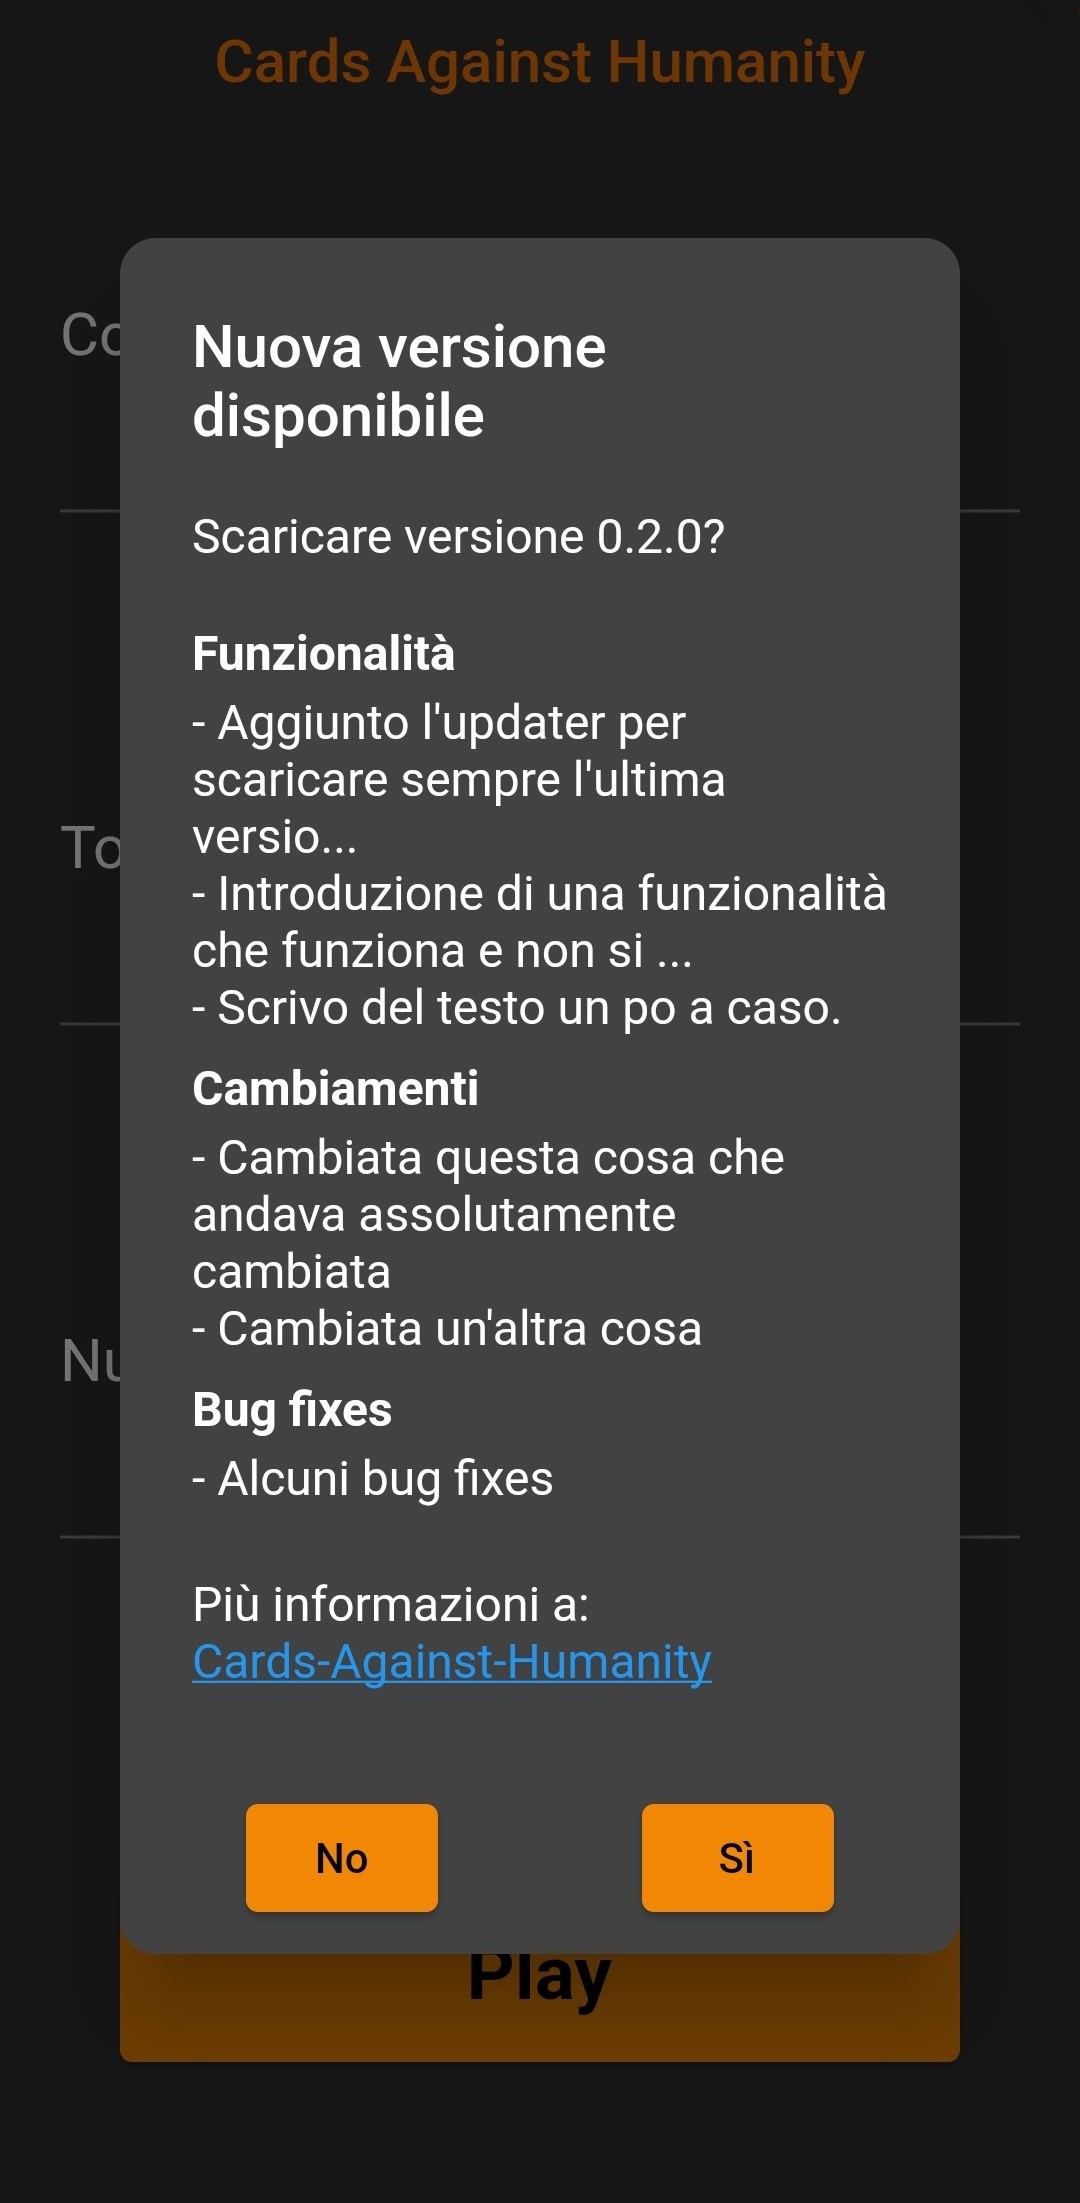 Cards Against Humanity
Co
Nuova versione
disponibile
Scaricare versione 0.2.0?
Funzionalità
- Aggiunto l'updater per
scaricare sempre l'ultima
versio...
To
- Introduzione di una funzionalità
che funziona e non si ...
- Scrivo del testo un po a caso.
Cambiamenti
- Cambiata questa cosa che
andava assolutamente
cambiata
- Cambiata un'altra cosa
Nu
Bug fixes
- Alcuni bug fixes
Più informazioni a:
Cards-Against-Humanity
No
Sì
Play